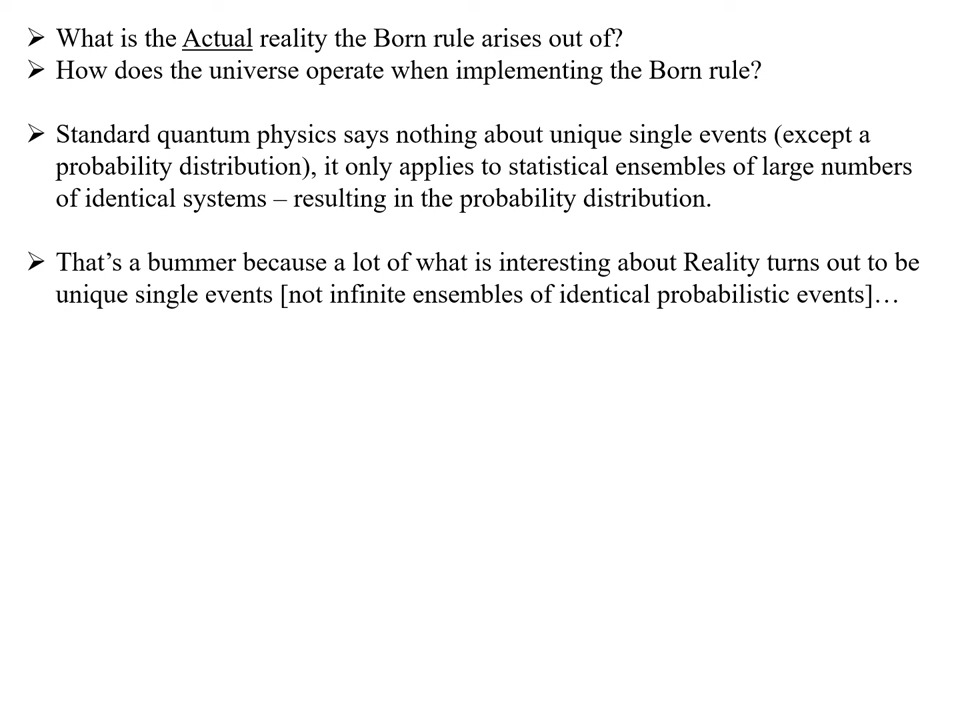 ➢ What is the Actual reality the Born rule arises out of?
➢ How does the universe operate when implementing the Born rule?
➢ Standard quantum physics says nothing about unique single events (except a
probability distribution), it only applies to statistical ensembles of large numbers
of identical systems – resulting in the probability distribution.
➢ That’s a bummer because a lot of what is interesting about Reality turns out to be
unique single events [not infinite ensembles of identical probabilistic events]…